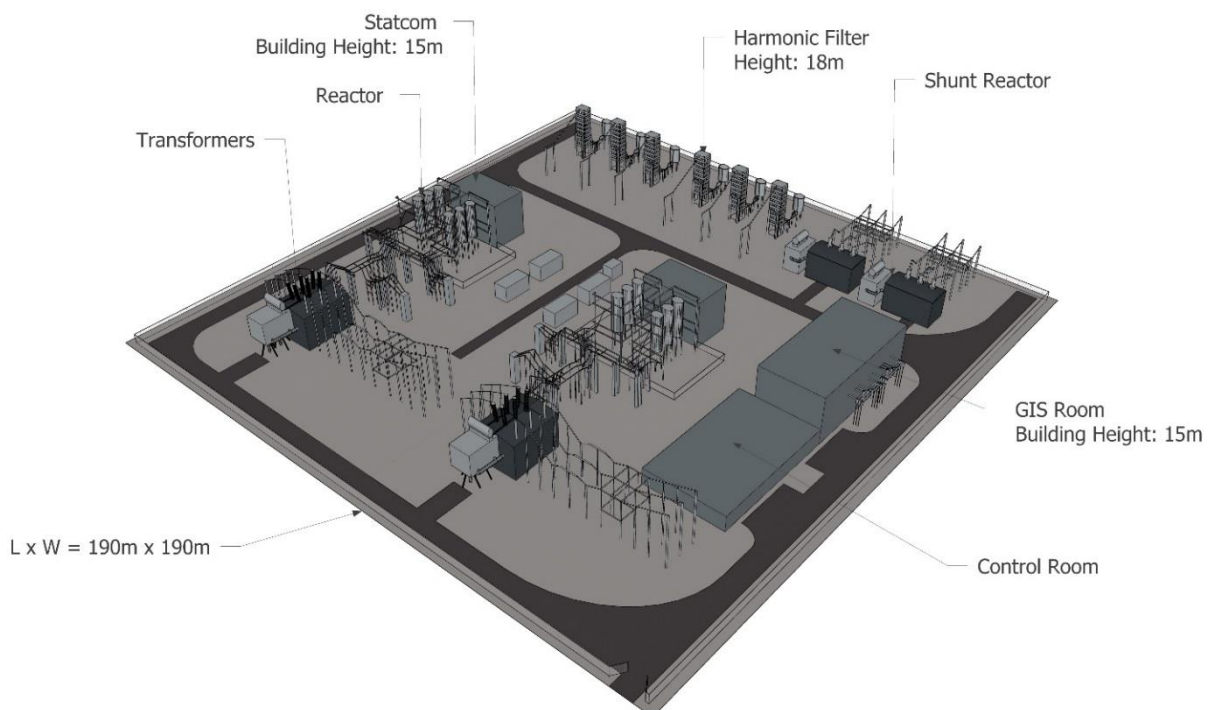 Statcom
Building Height: 15m
Harmonic Filter
Height: 18m
Shunt Reactor
Reactor
Transformers
GIS Room
Building Height: 15m
L x W = 190m x 190m
Control Room